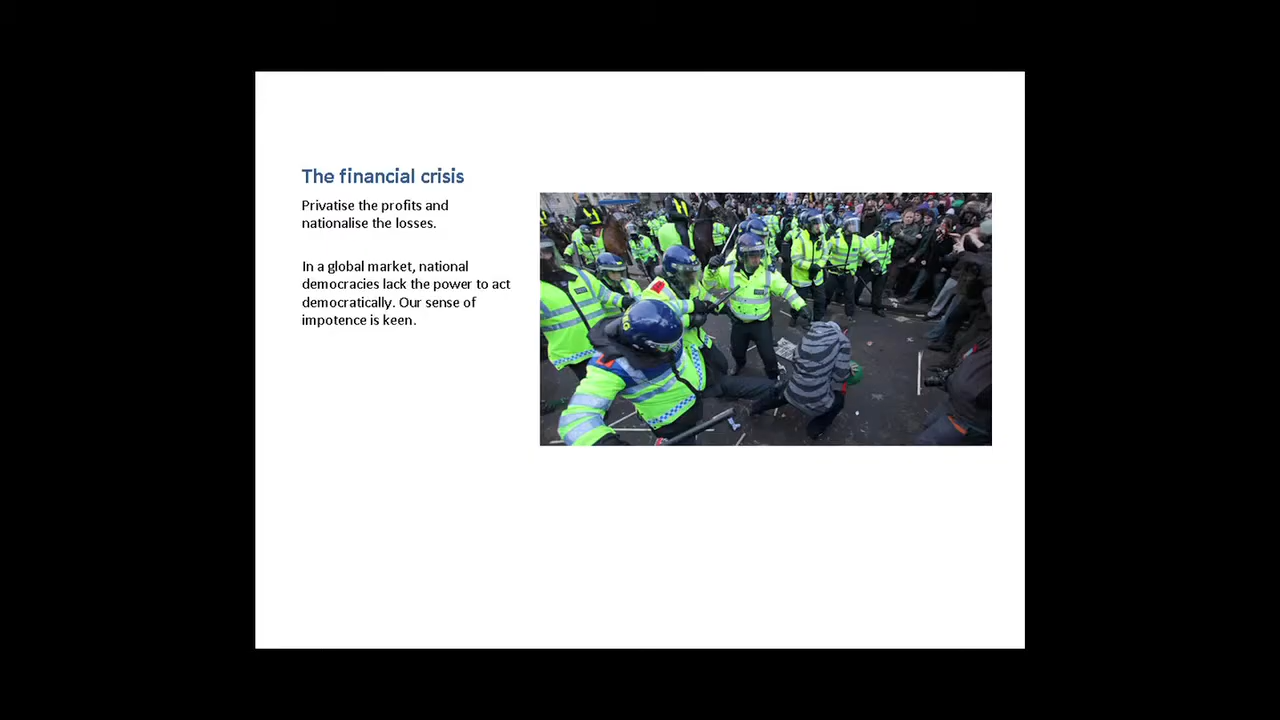 The financial crisis
Privatise the profits and
nationalise the losses.
In a global market, national
democracies lack the power to act
democratically. Our sense of
impotence is keen.